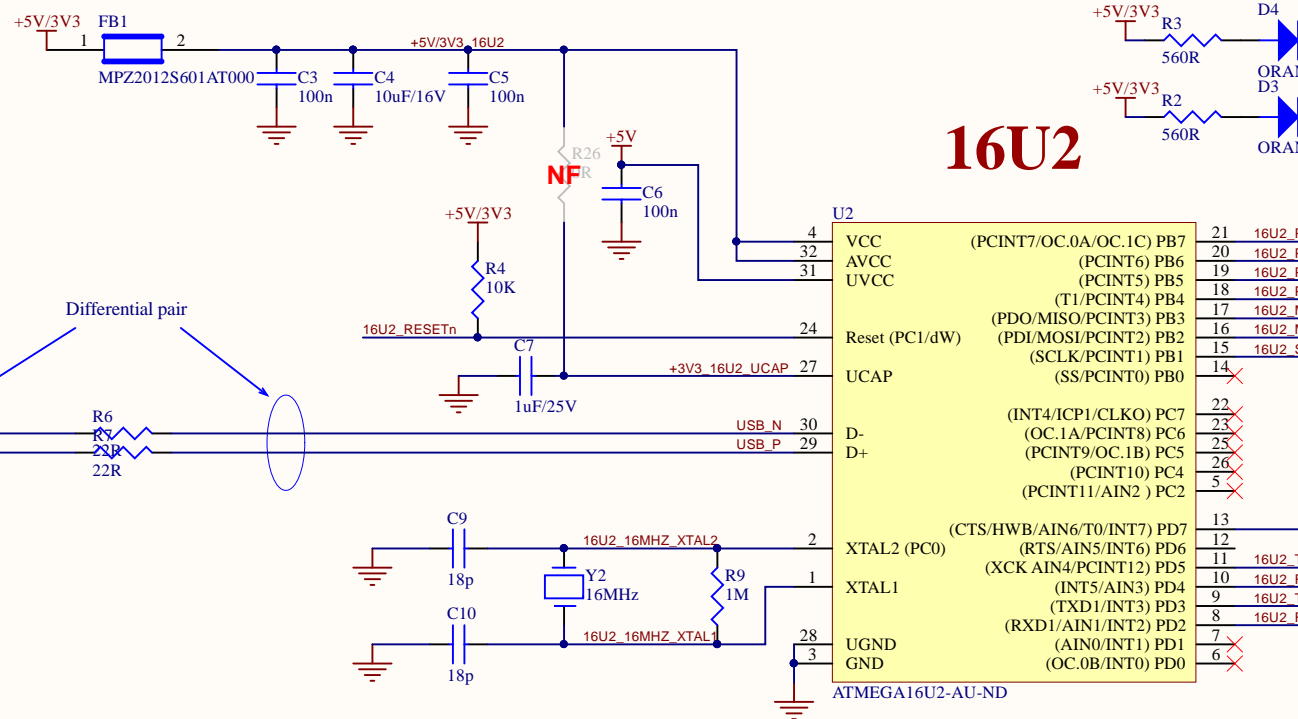 +5V/3V3
FB1
1
2
MPZ2012S601AT000
+5V/3V3_16U2
C3
100n
C4
10uF/16V
C5
100n
R26
NF
+5V
C6
100n
+5V/3V3
R3
560R
D4
+5V/3V3
R2
560R
D3
16U2
+5V/3V3
R4
10K
16U2_RESETn
C7
1uF/25V
+3V3_16U2_UCAP
Differential pair
R6
R7
22R
22R
USB_N
USB_P
C9
18p
C10
18p
16U2_16MHZ_XTAL2
Y2
16MHz
R9
1M
16U2_16MHZ_XTAL1
U2
4 VCC
32 AVCC
31 UVCC
24 Reset (PC1/dW)
27 UCAP
30 D-
29 D+
2 XTAL2 (PC0)
1 XTAL1
28 UGND
3 GND
(PCINT7/OC.0A/OC.1C) PB7 21
(PCINT6) PB6 20
(PCINT5) PB5 19
(T1/PCINT4) PB4 18
(PDO/MISO/PCINT3) PB3 17
(PDI/MOSI/PCINT2) PB2 16
(SCLK/PCINT1) PB1 15
(SS/PCINT0) PB0 14
(INT4/ICP1/CLKO) PC7 22
(OC.1A/PCINT8) PC6 23
(PCINT9/OC.1B) PC5 25
(PCINT10) PC4 26
(PCINT11/AIN2 ) PC2 5
(CTS/HWB/AIN6/T0/INT7) PD7 13
(RTS/AIN5/INT6) PD6 12
(XCK AIN4/PCINT12) PD5 11
(INT5/AIN3) PD4 10
(TXD1/INT3) PD3 9
(RXD1/AIN1/INT2) PD2 8
(AIN0/INT1) PD1 7
(OC.0B/INT0) PD0 6
ATMEGA16U2-AU-ND